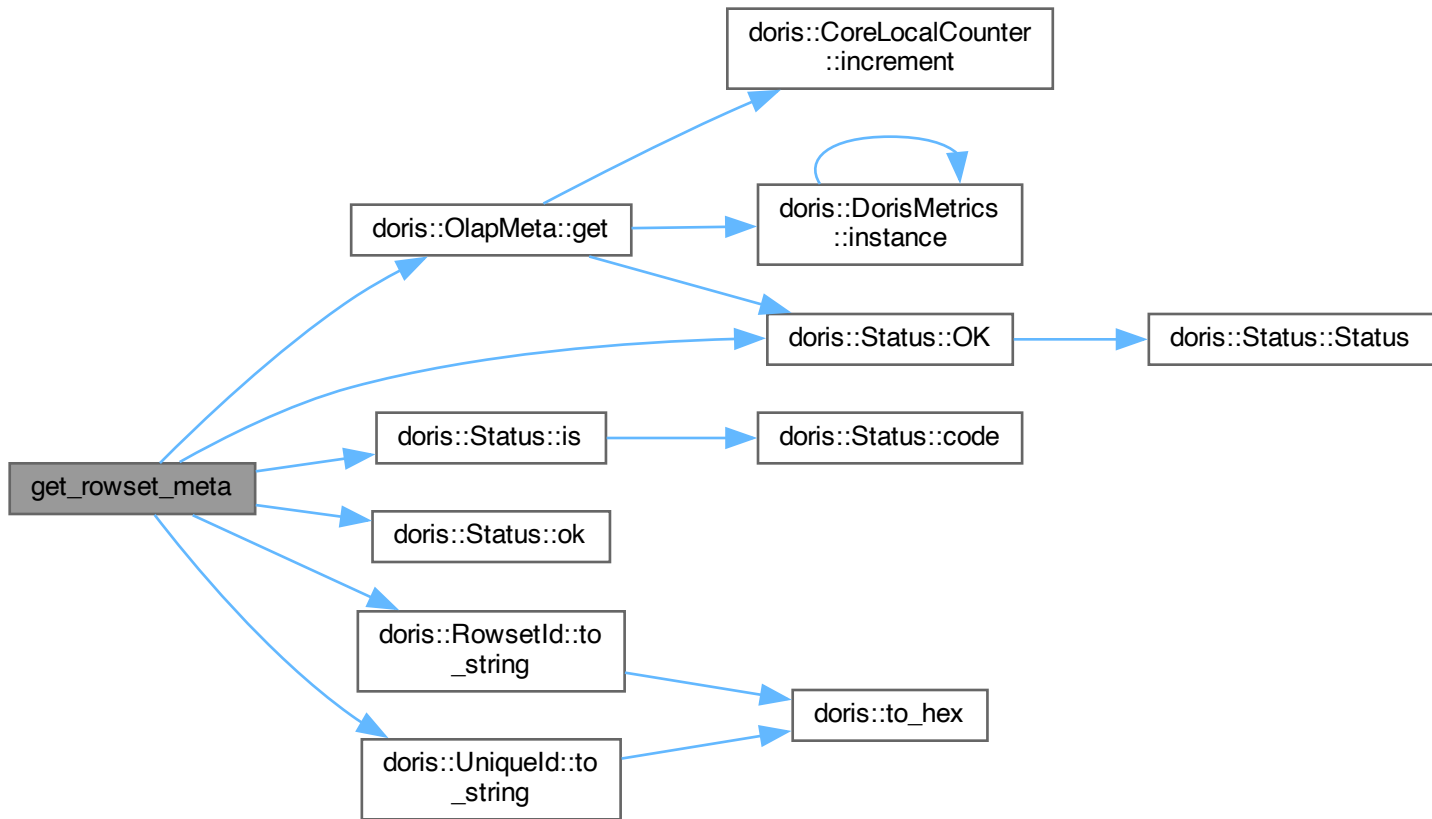 doris::CoreLocalCounter
::increment
doris::DorisMetrics
::instance
doris::OlapMeta::get
doris::Status::OK
doris::Status::Status
doris::Status::is
doris::Status::code
get_rowset_meta
doris::Status::ok
doris::RowsetId::to
_string
doris::to_hex
doris::UniqueId::to
_string